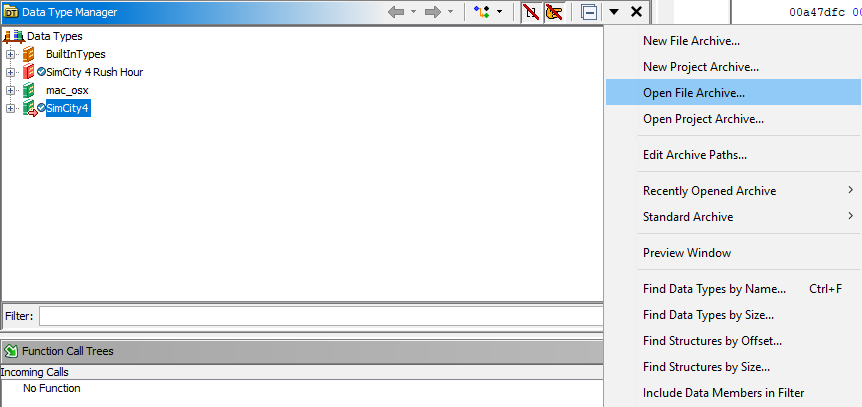 Data Type Manager
00a47dfc 00
Data Types
BuiltInTypes
SimCity 4 Rush Hour
mac_osx
SimCity4
New File Archive...
New Project Archive...
Open File Archive...
Open Project Archive...
Edit Archive Paths...
Recently Opened Archive
Standard Archive
Preview Window
Find Data Types by Name... Ctrl+F
Find Data Types by Size...
Find Structures by Offset...
Find Structures by Size...
Include Data Members in Filter
Filter:
Function Call Trees
Incoming Calls
No Function